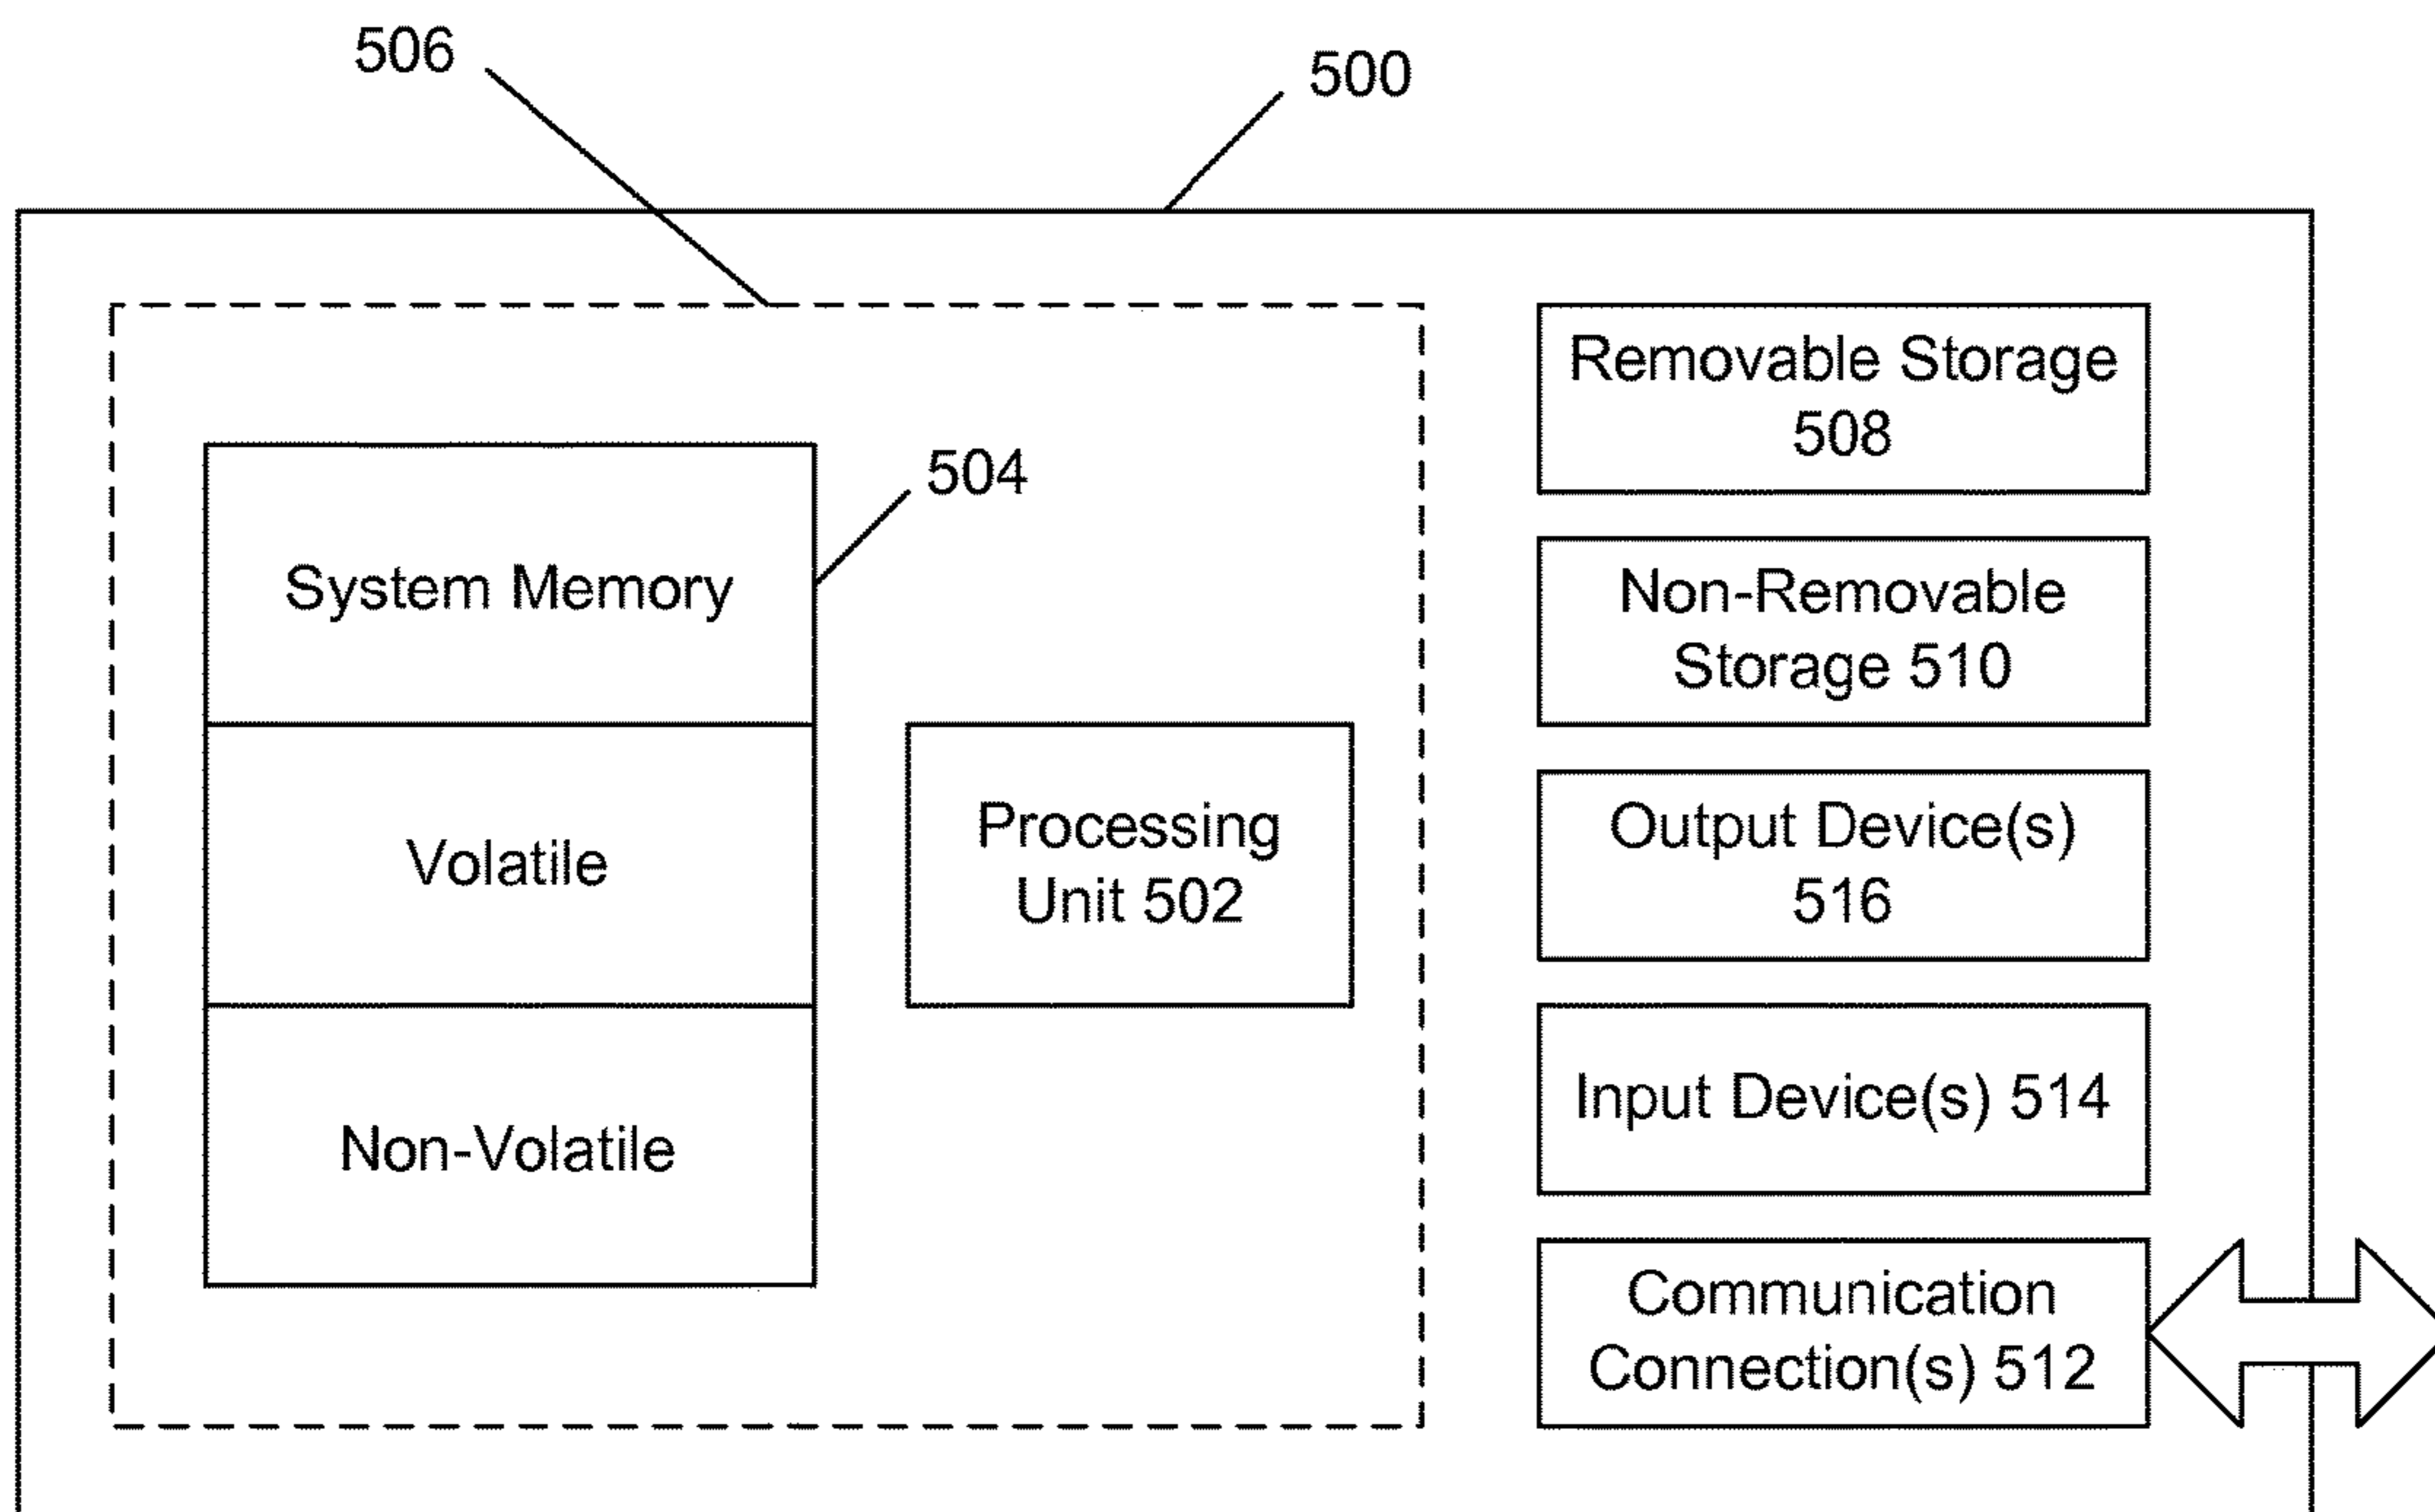 506
500
Removable Storage
508
504
System Memory
Non-Removable
Storage 510
Volatile
Processing
Unit 502
Output Device(s)
516
Non-Volatile
Input Device(s) 514
Communication
Connection(s) 512